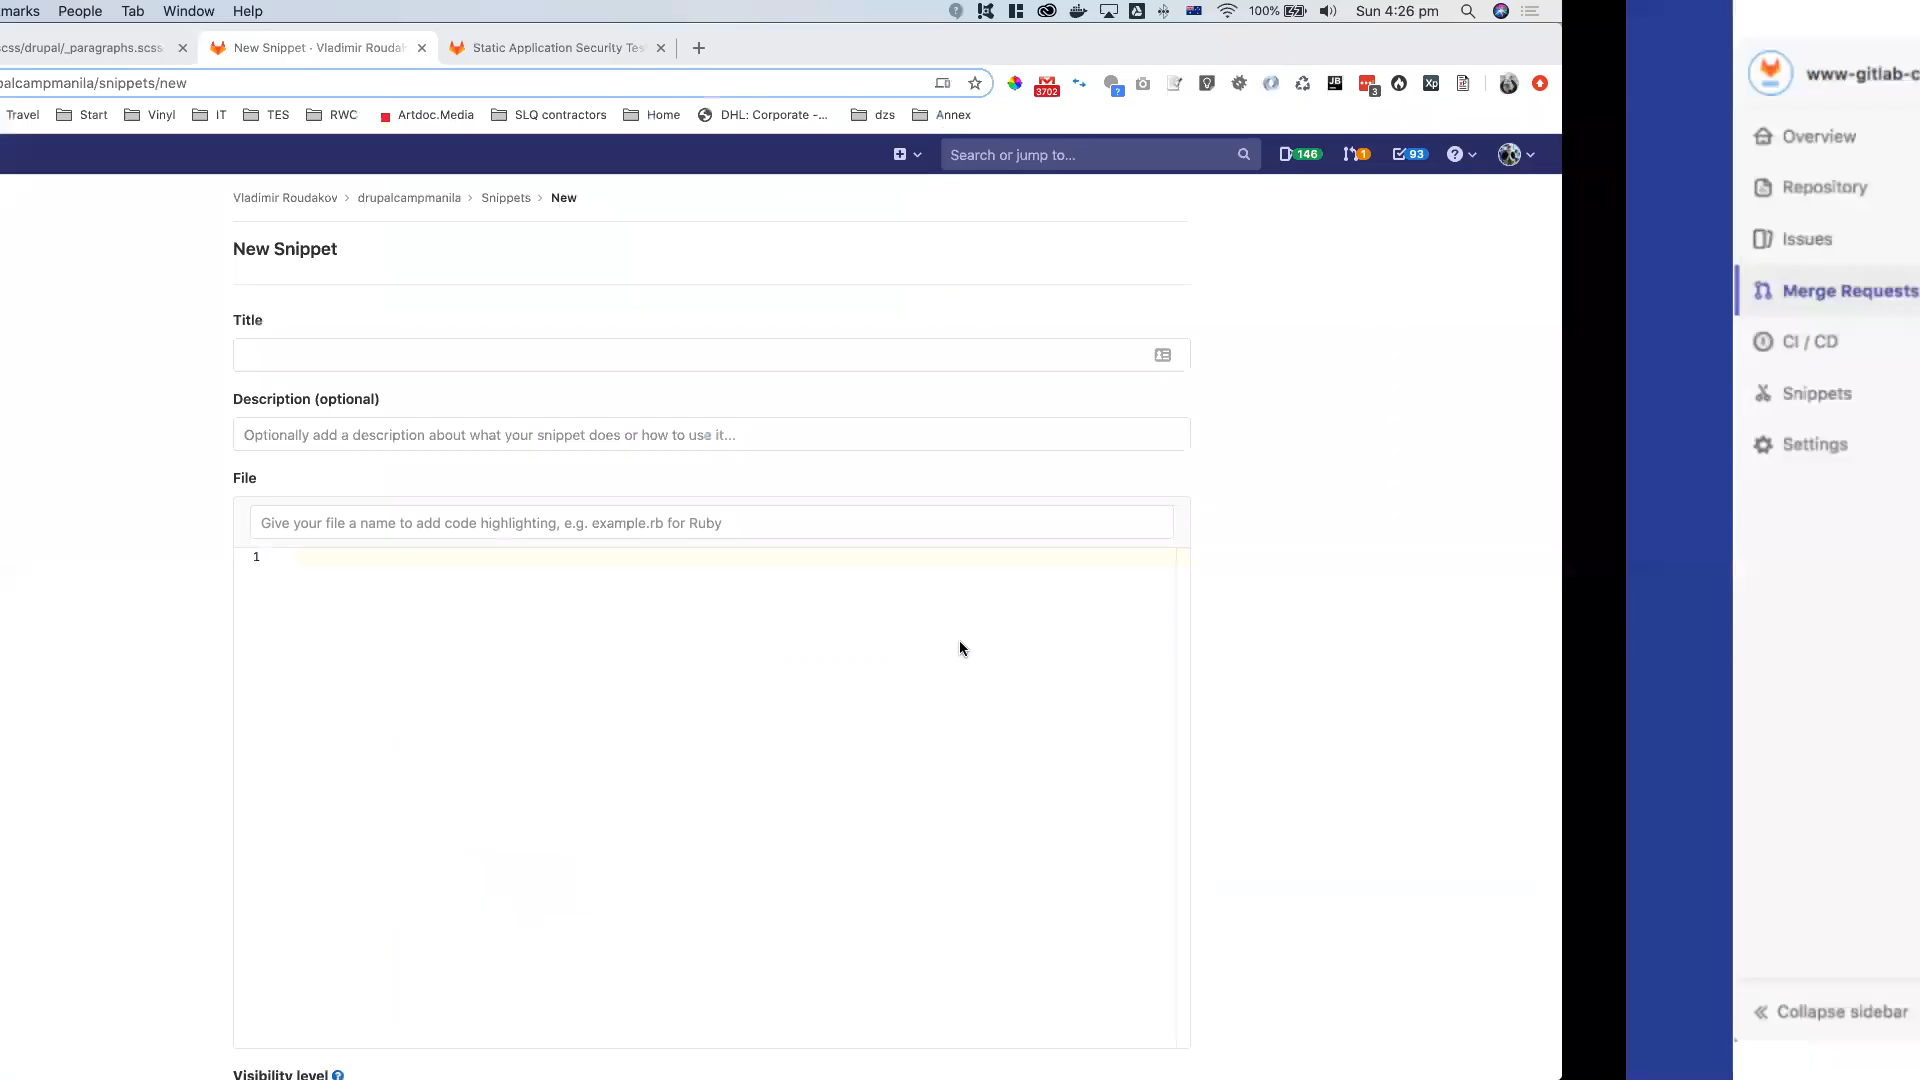 People Tab Window Help 100% Sun 4:26 pm
css/drupal/_paragraphs.scss New Snippet · Vladimir Rouda Static Application Security Te
palcampmanila/snippets/new 3702 ? JB 3 Xp
Travel Start Vinyl IT TES RWC Artdoc.Media SLQ contractors Home DHL: Corporate -... dzs Annex
Search or jump to... 146 1 93 ?
Vladimir Roudakov › drupalcampmanila › Snippets › New
New Snippet
Title
Description (optional)
Optionally add a description about what your snippet does or how to use it...
File
Give your file a name to add code highlighting, e.g. example.rb for Ruby
1
Visibility level ?
www-gitlab-c
Overview
Repository
Issues
Merge Requests
CI / CD
Snippets
Settings
« Collapse sidebar